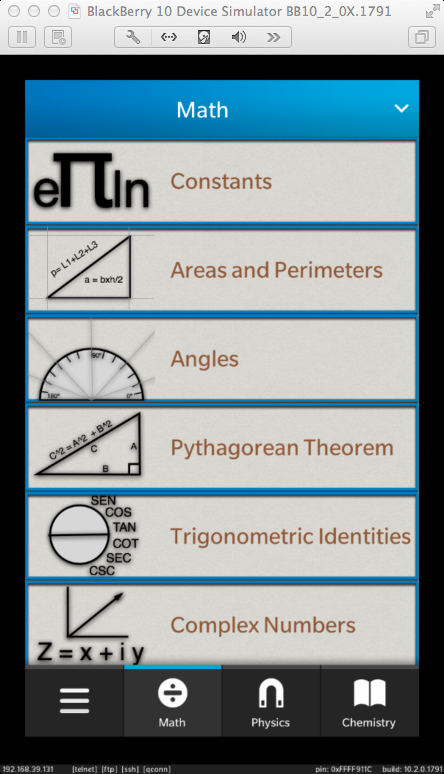 BlackBerry 10 Device Simulator BB10_2_0X.1791
Math
eπln
Constants
p= L1+L2+L3
a = bxh/2
Areas and Perimeters
90°
180°
0°
Angles
C^2 = A^2 + B^2
C
A
B
Pythagorean Theorem
SEN
COS
TAN
COT
SEC
CSC
Trigonometric Identities
Z = x + i y
Complex Numbers
Math
Physics
Chemistry
192.168.39.131 [telnet] [ftp] [ssh] [qconn] pin: 0xFFFF911C build: 10.2.0.1791